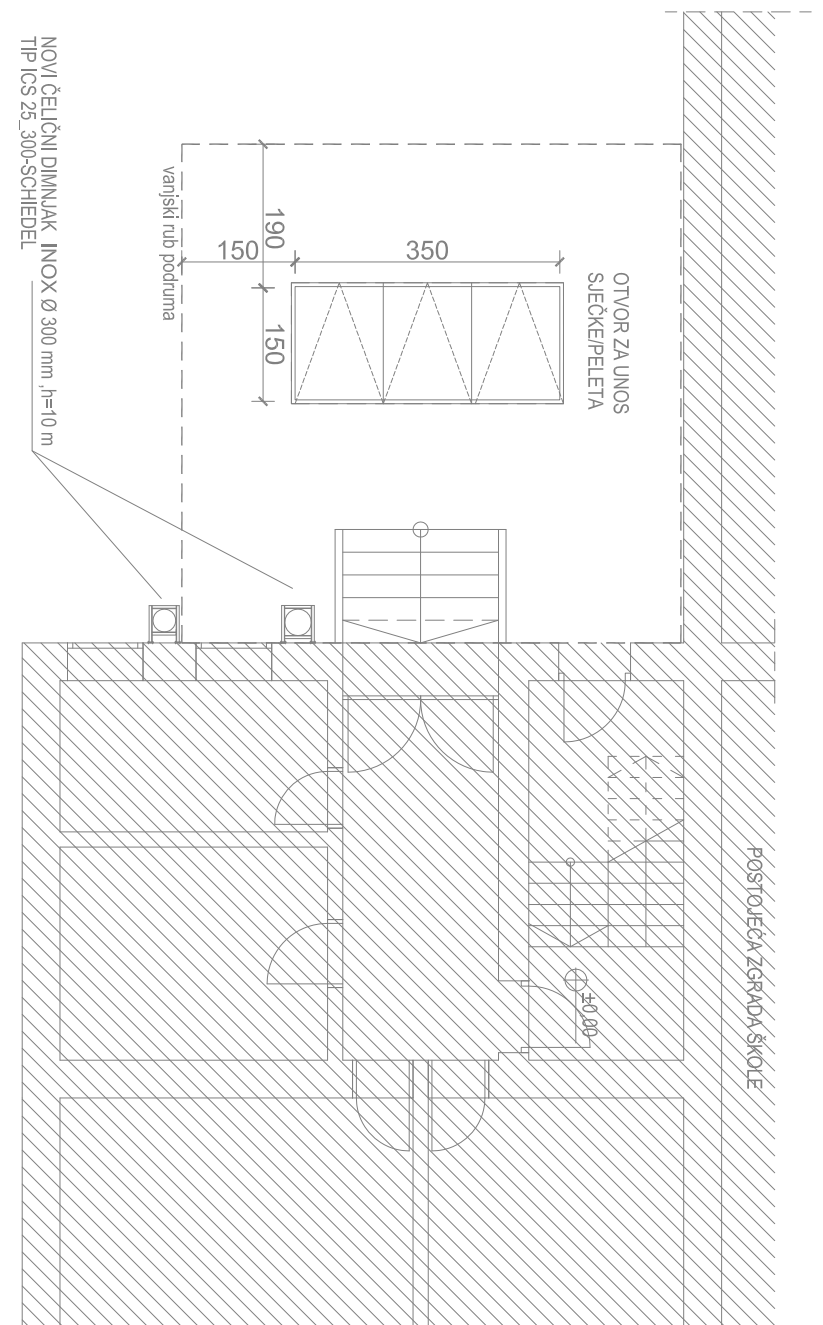 NOVI ČELIČNI DIMNJAK INOX Ø 300 mm ,h=10 m
TIP ICS 25_300-SCHIEDEL
vanjski rub podruma
190
150
350
150
OTVOR ZA UNOS
SJEČKE/PELETA
POSTOJEĆA ZGRADA ŠKOLE
±0,00